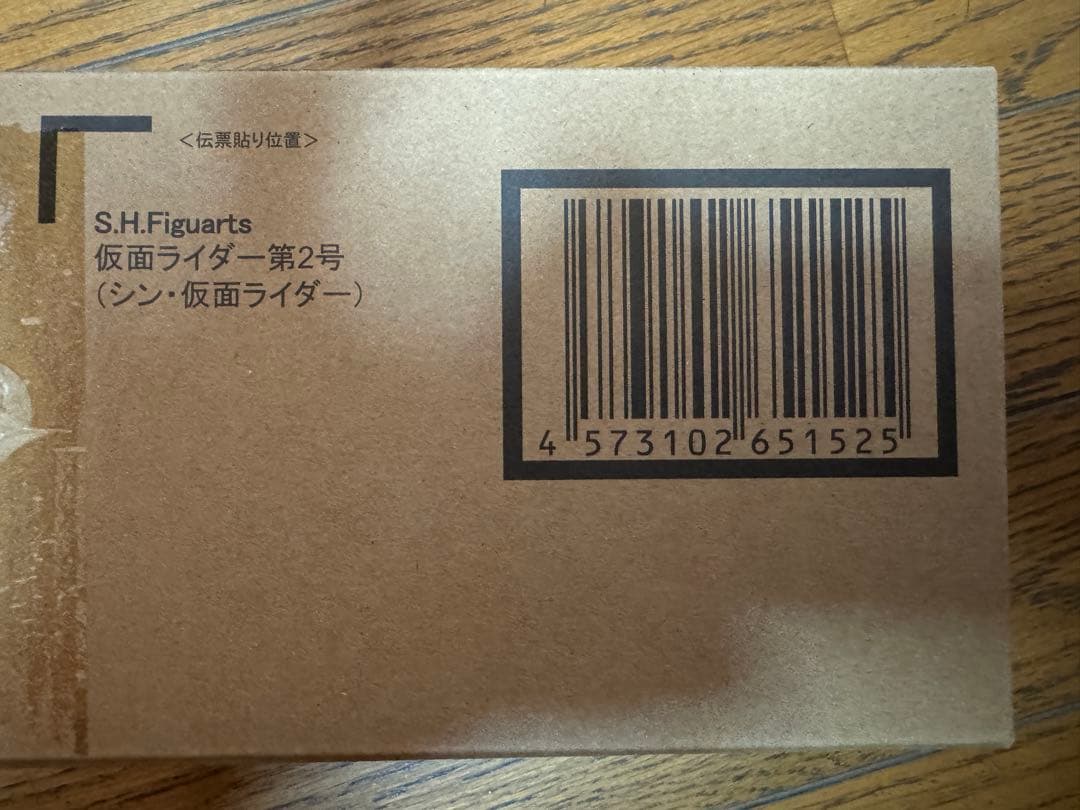 ＜伝票貼り位置＞
S.H.Figuarts
仮面ライダー第2号
（シン・仮面ライダー）
4 573102 651525